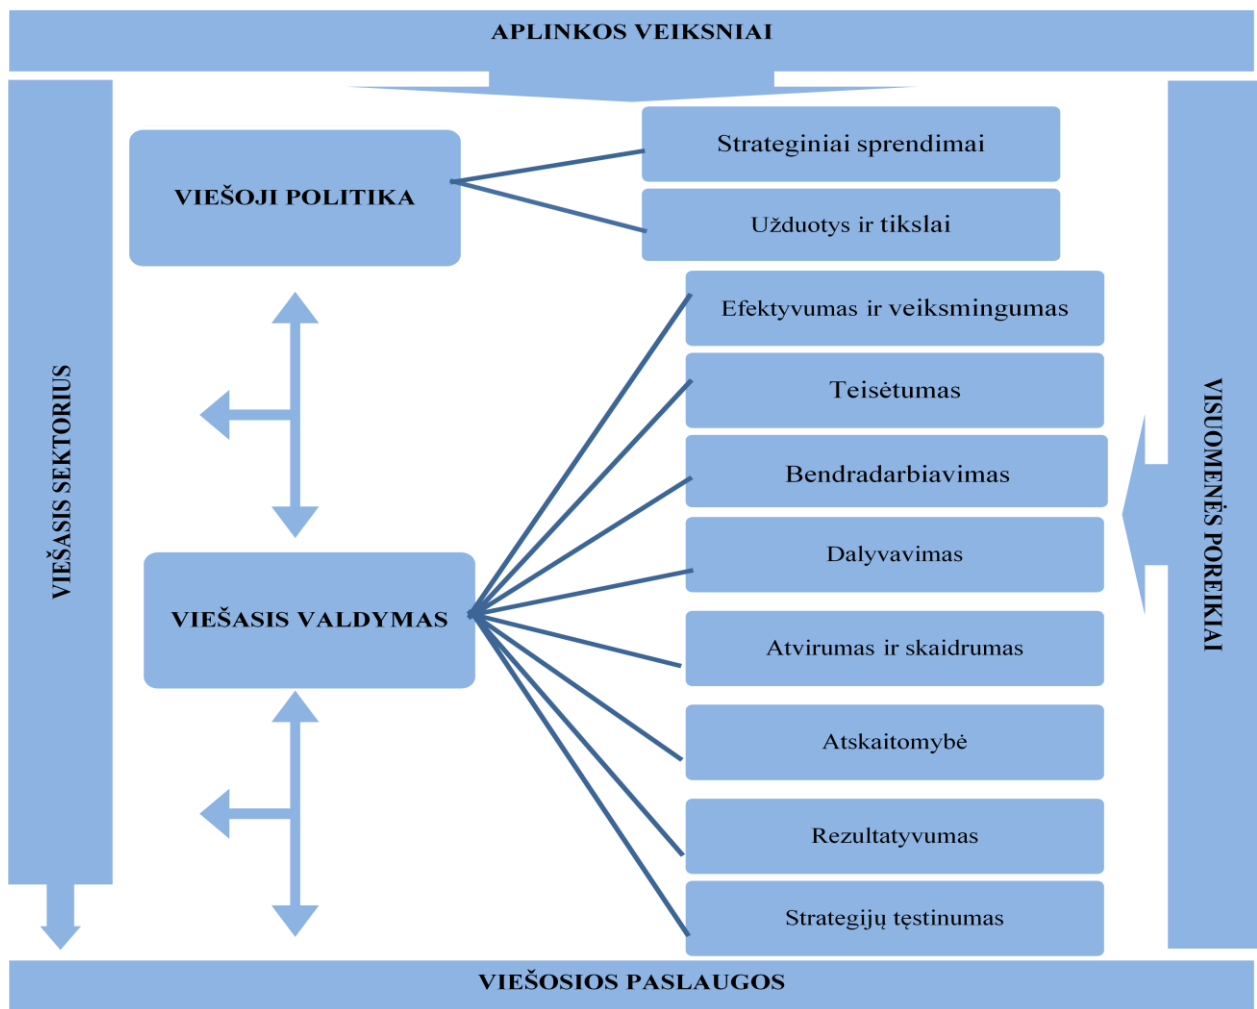 APLINKOS VEIKSNIAI
VIEŠASIS SEKTORIUS
VIEŠOJI POLITIKA
Strateginiai sprendimai
Užduotys ir tikslai
VIEŠASIS VALDYMAS
Efektyvumas ir veiksmingumas
Teisėtumas
Bendradarbiavimas
Dalyvavimas
Atvirumas ir skaidrumas
Atskaitomybė
Rezultatyvumas
Strategijų tęstinumas
VISUOMENĖS POREIKIAI
VIEŠOSIOS PASLAUGOS